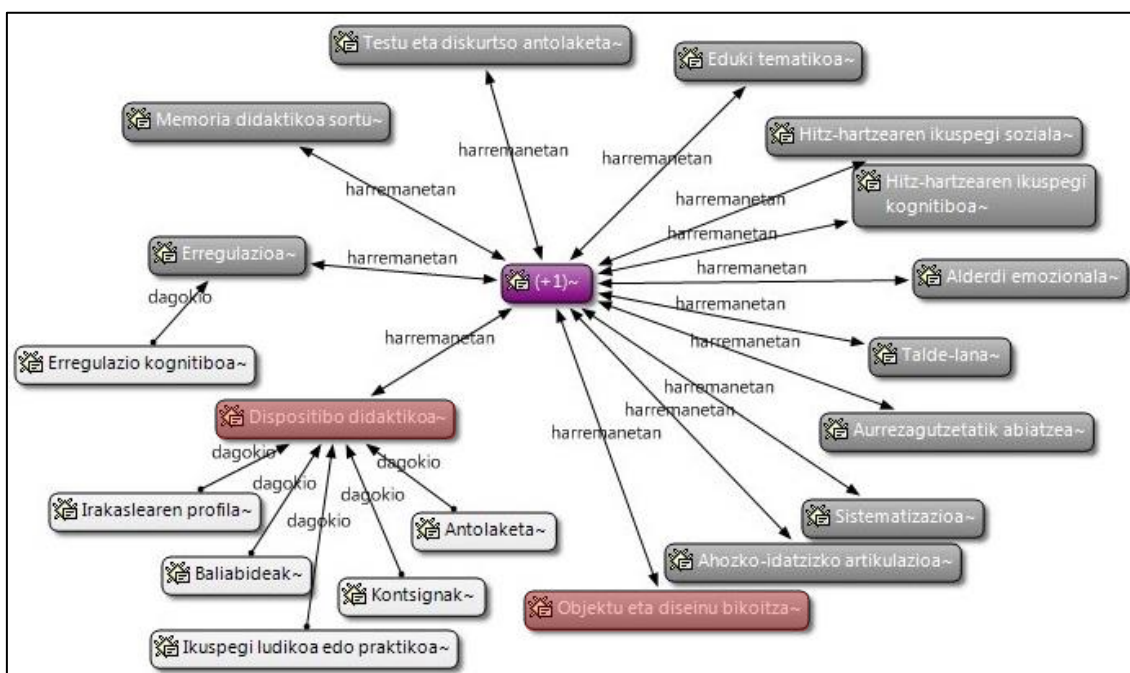 Testu eta diskurtso antolaketa~
Eduki tematikoa~
Memoria didaktikoa sortu~
Hitz-hartzearen ikuspegi soziala~
harremanetan
harremanetan
harremanetan
Hitz-hartzearen ikuspegi
kognitiboa~
harremanetan
harremanetan
Erregulazioa~
harremanetan
(+1)~
harremanetan
Alderdi emozionala~
dagokio
harremanetan
harremanetan
harremanetan
Talde-lana~
Erregulazio kognitiboa~
harremanetan
harremanetan
harremanetan
Dispositibo didaktikoa~
Aurrezagutzetatik abiatzea~
dagokio
dagokio
dagokio
dagokio
dagokio
Irakaslearen profila~
Antolaketa~
Sistematizazioa~
Baliabideak~
Ahozko-idatzizko artikulazioa~
Kontsignak~
Objektu eta diseinu bikoitza~
Ikuspegi ludikoa edo praktikoa~